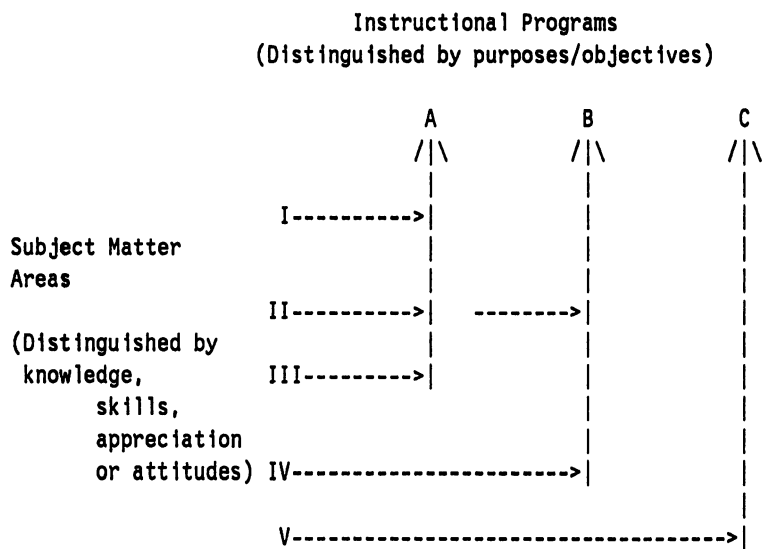 Instructional Programs
(Distinguished by purposes/objectives)
A B C
/|\ /|\ /|\
| | |
I---------->| | |
Subject Matter | | |
Areas | | |
II---------->| ------->| |
(Distinguished by | | |
knowledge, III---------->| | |
skills, | |
appreciation | |
or attitudes) IV----------------------->| |
|
V----------------------------------->|